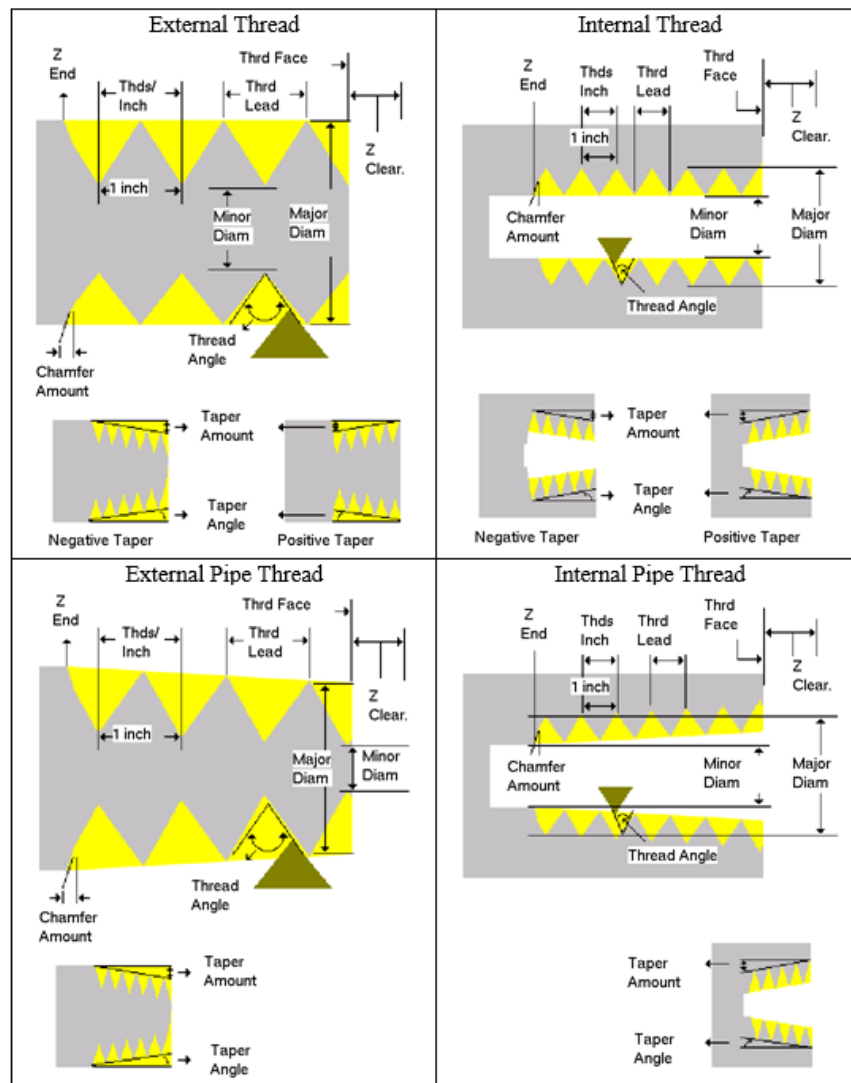 External Thread
Z
End
Thds/
Inch
Thrd Face
Thrd
Lead
Z
Clear.
1 inch
Minor
Diam
Major
Diam
Thread
Angle
Chamfer
Amount
Taper
Amount
Taper
Angle
Negative Taper
Positive Taper
Internal Thread
Z
End
Thds
Inch
Thrd
Lead
Thrd
Face
Z
Clear.
1 inch
Chamfer
Amount
Minor
Diam
Major
Diam
Thread Angle
Taper
Amount
Taper
Angle
Negative Taper
Positive Taper
External Pipe Thread
Z
End
Thds/
Inch
Thrd Face
Thrd
Lead
Z
Clear.
1 inch
Major
Diam
Minor
Diam
Thread
Angle
Chamfer
Amount
Taper
Amount
Taper
Angle
Internal Pipe Thread
Z
End
Thds
Inch
Thrd
Lead
Thrd
Face
Z
Clear.
1 inch
Chamfer
Amount
Minor
Diam
Major
Diam
Thread Angle
Taper
Amount
Taper
Angle